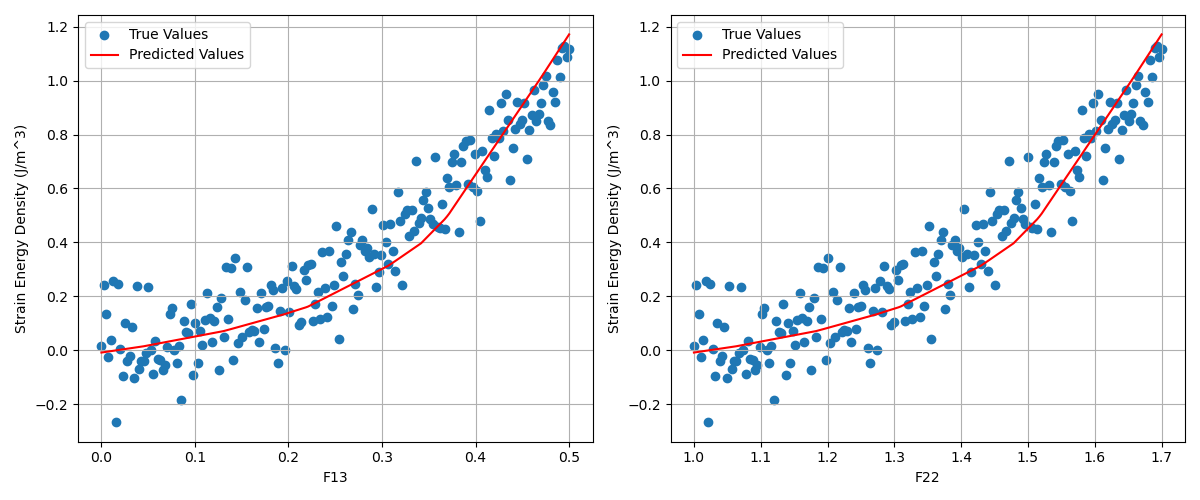 True Values
Predicted Values
Strain Energy Density (J/m^3)
1.2
1.0
0.8
0.6
0.4
0.2
0.0
−0.2
0.0 0.1 0.2 0.3 0.4 0.5
F13
True Values
Predicted Values
Strain Energy Density (J/m^3)
1.2
1.0
0.8
0.6
0.4
0.2
0.0
−0.2
1.0 1.1 1.2 1.3 1.4 1.5 1.6 1.7
F22